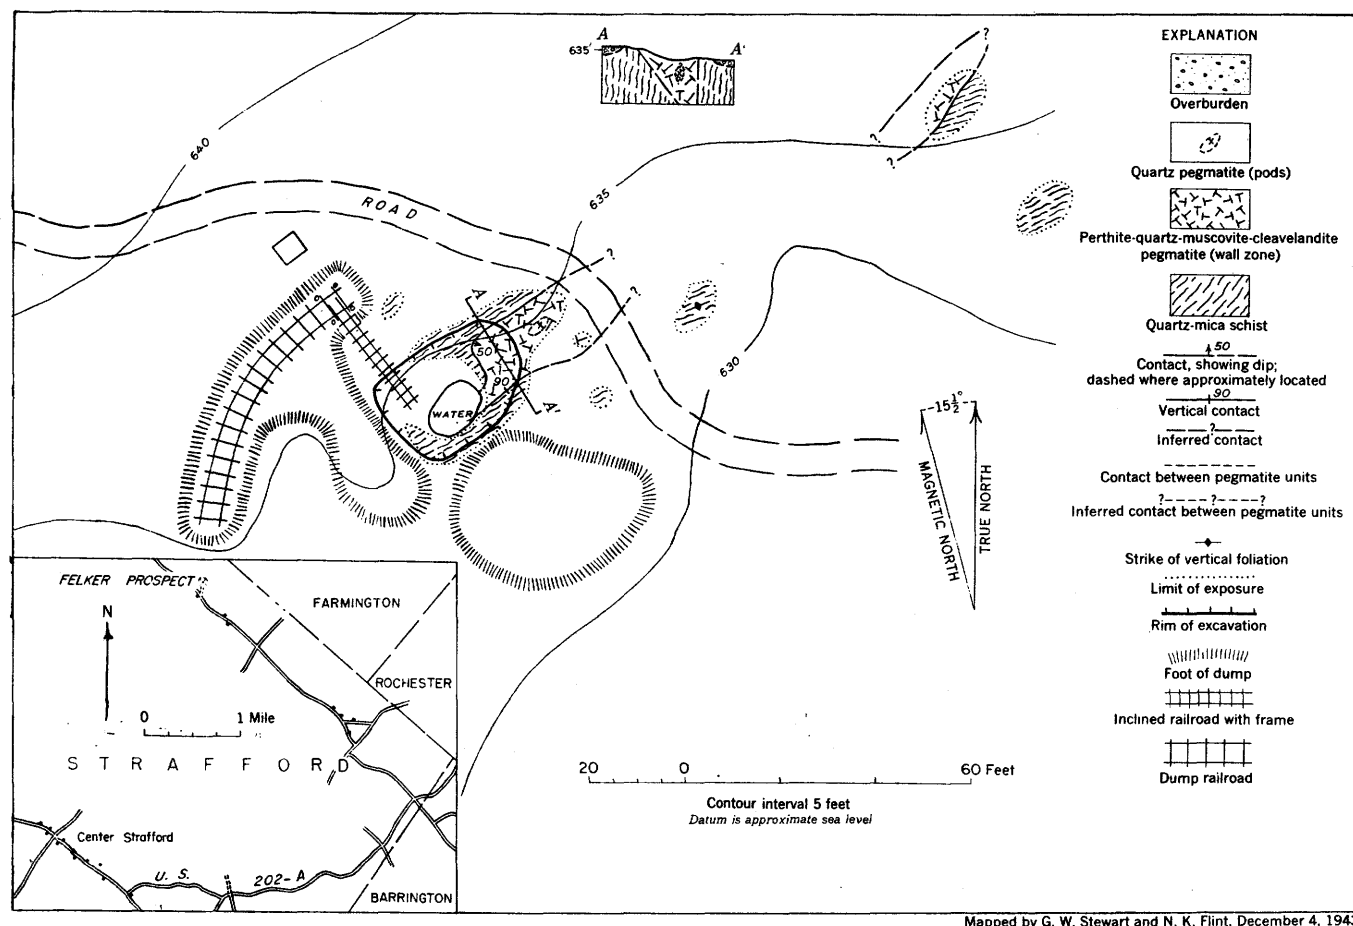 A
A'
635'
640
ROAD
635
630
A
50
90
WATER
A'
?
?
?
?
?
15½°
MAGNETIC NORTH
TRUE NORTH
EXPLANATION
Overburden
Quartz pegmatite (pods)
Perthite-quartz-muscovite-cleavelandite
pegmatite (wall zone)
Quartz-mica schist
50
Contact, showing dip;
dashed where approximately located
90
Vertical contact
?
Inferred contact
Contact between pegmatite units
?----?----?
Inferred contact between pegmatite units
Strike of vertical foliation
Limit of exposure
Rim of excavation
Foot of dump
Inclined railroad with frame
Dump railroad
20 0 60 Feet
Contour interval 5 feet
Datum is approximate sea level
FELKER PROSPECT
FARMINGTON
N
ROCHESTER
0 1 Mile
STRAFFORD
Center Strafford
U. S. 202-A
BARRINGTON
Mapped by G. W. Stewart and N. K. Flint, December 4, 194